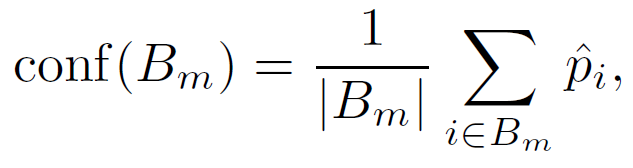 conf(B_m) = \frac{1}{|B_m|} \sum_{i \in B_m} \hat{p}_i,